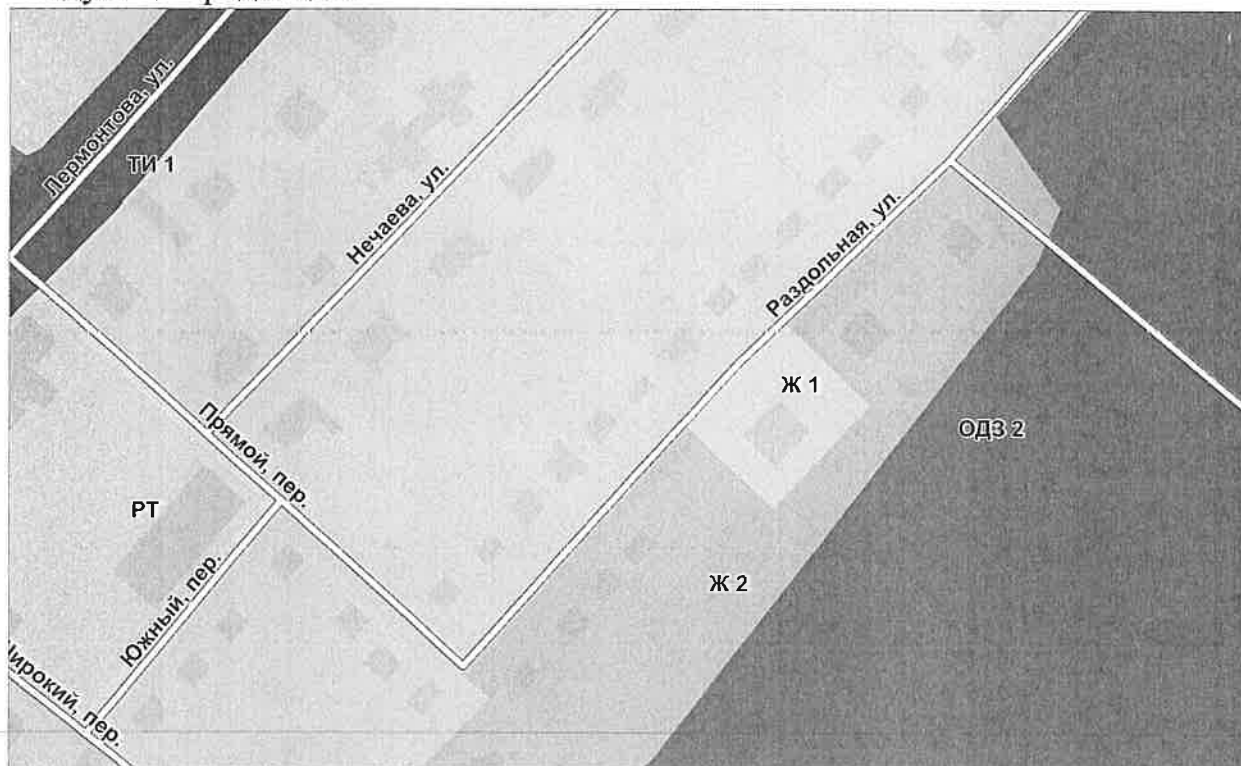 Лермонтова, ул.
ТИ 1
Нечаева, ул.
Раздольная, ул.
Ж 1
ОДЗ 2
Прямой, пер.
РТ
Ж 2
Южный, пер.
Широкий, пер.